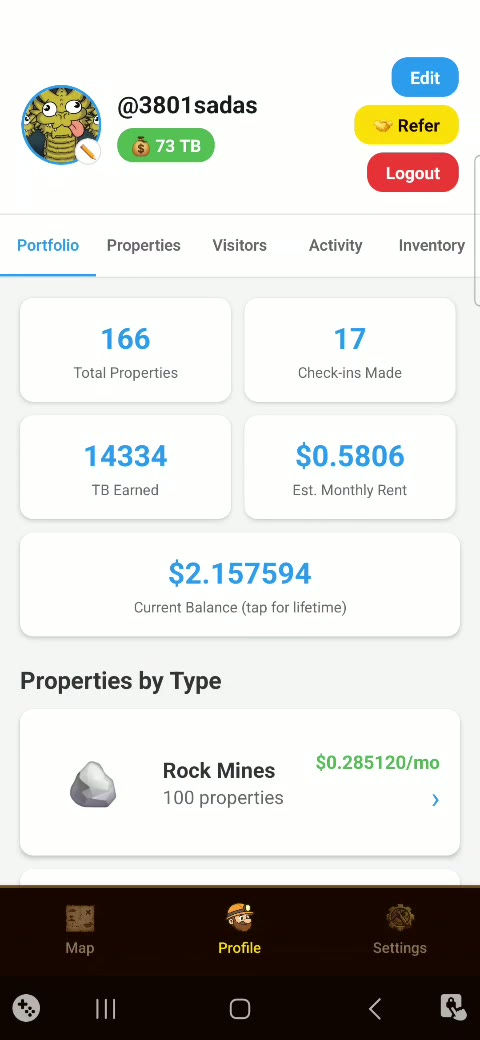 Edit
@3801sadas
Refer
73 TB
Logout
Portfolio Properties Visitors Activity Inventory
166 17
Total Properties Check-ins Made
14334 $0.5806
TB Earned Est. Monthly Rent
$2.157594
Current Balance (tap for lifetime)
Properties by Type
$0.285120/mo
Rock Mines
100 properties
Map Profile Settings